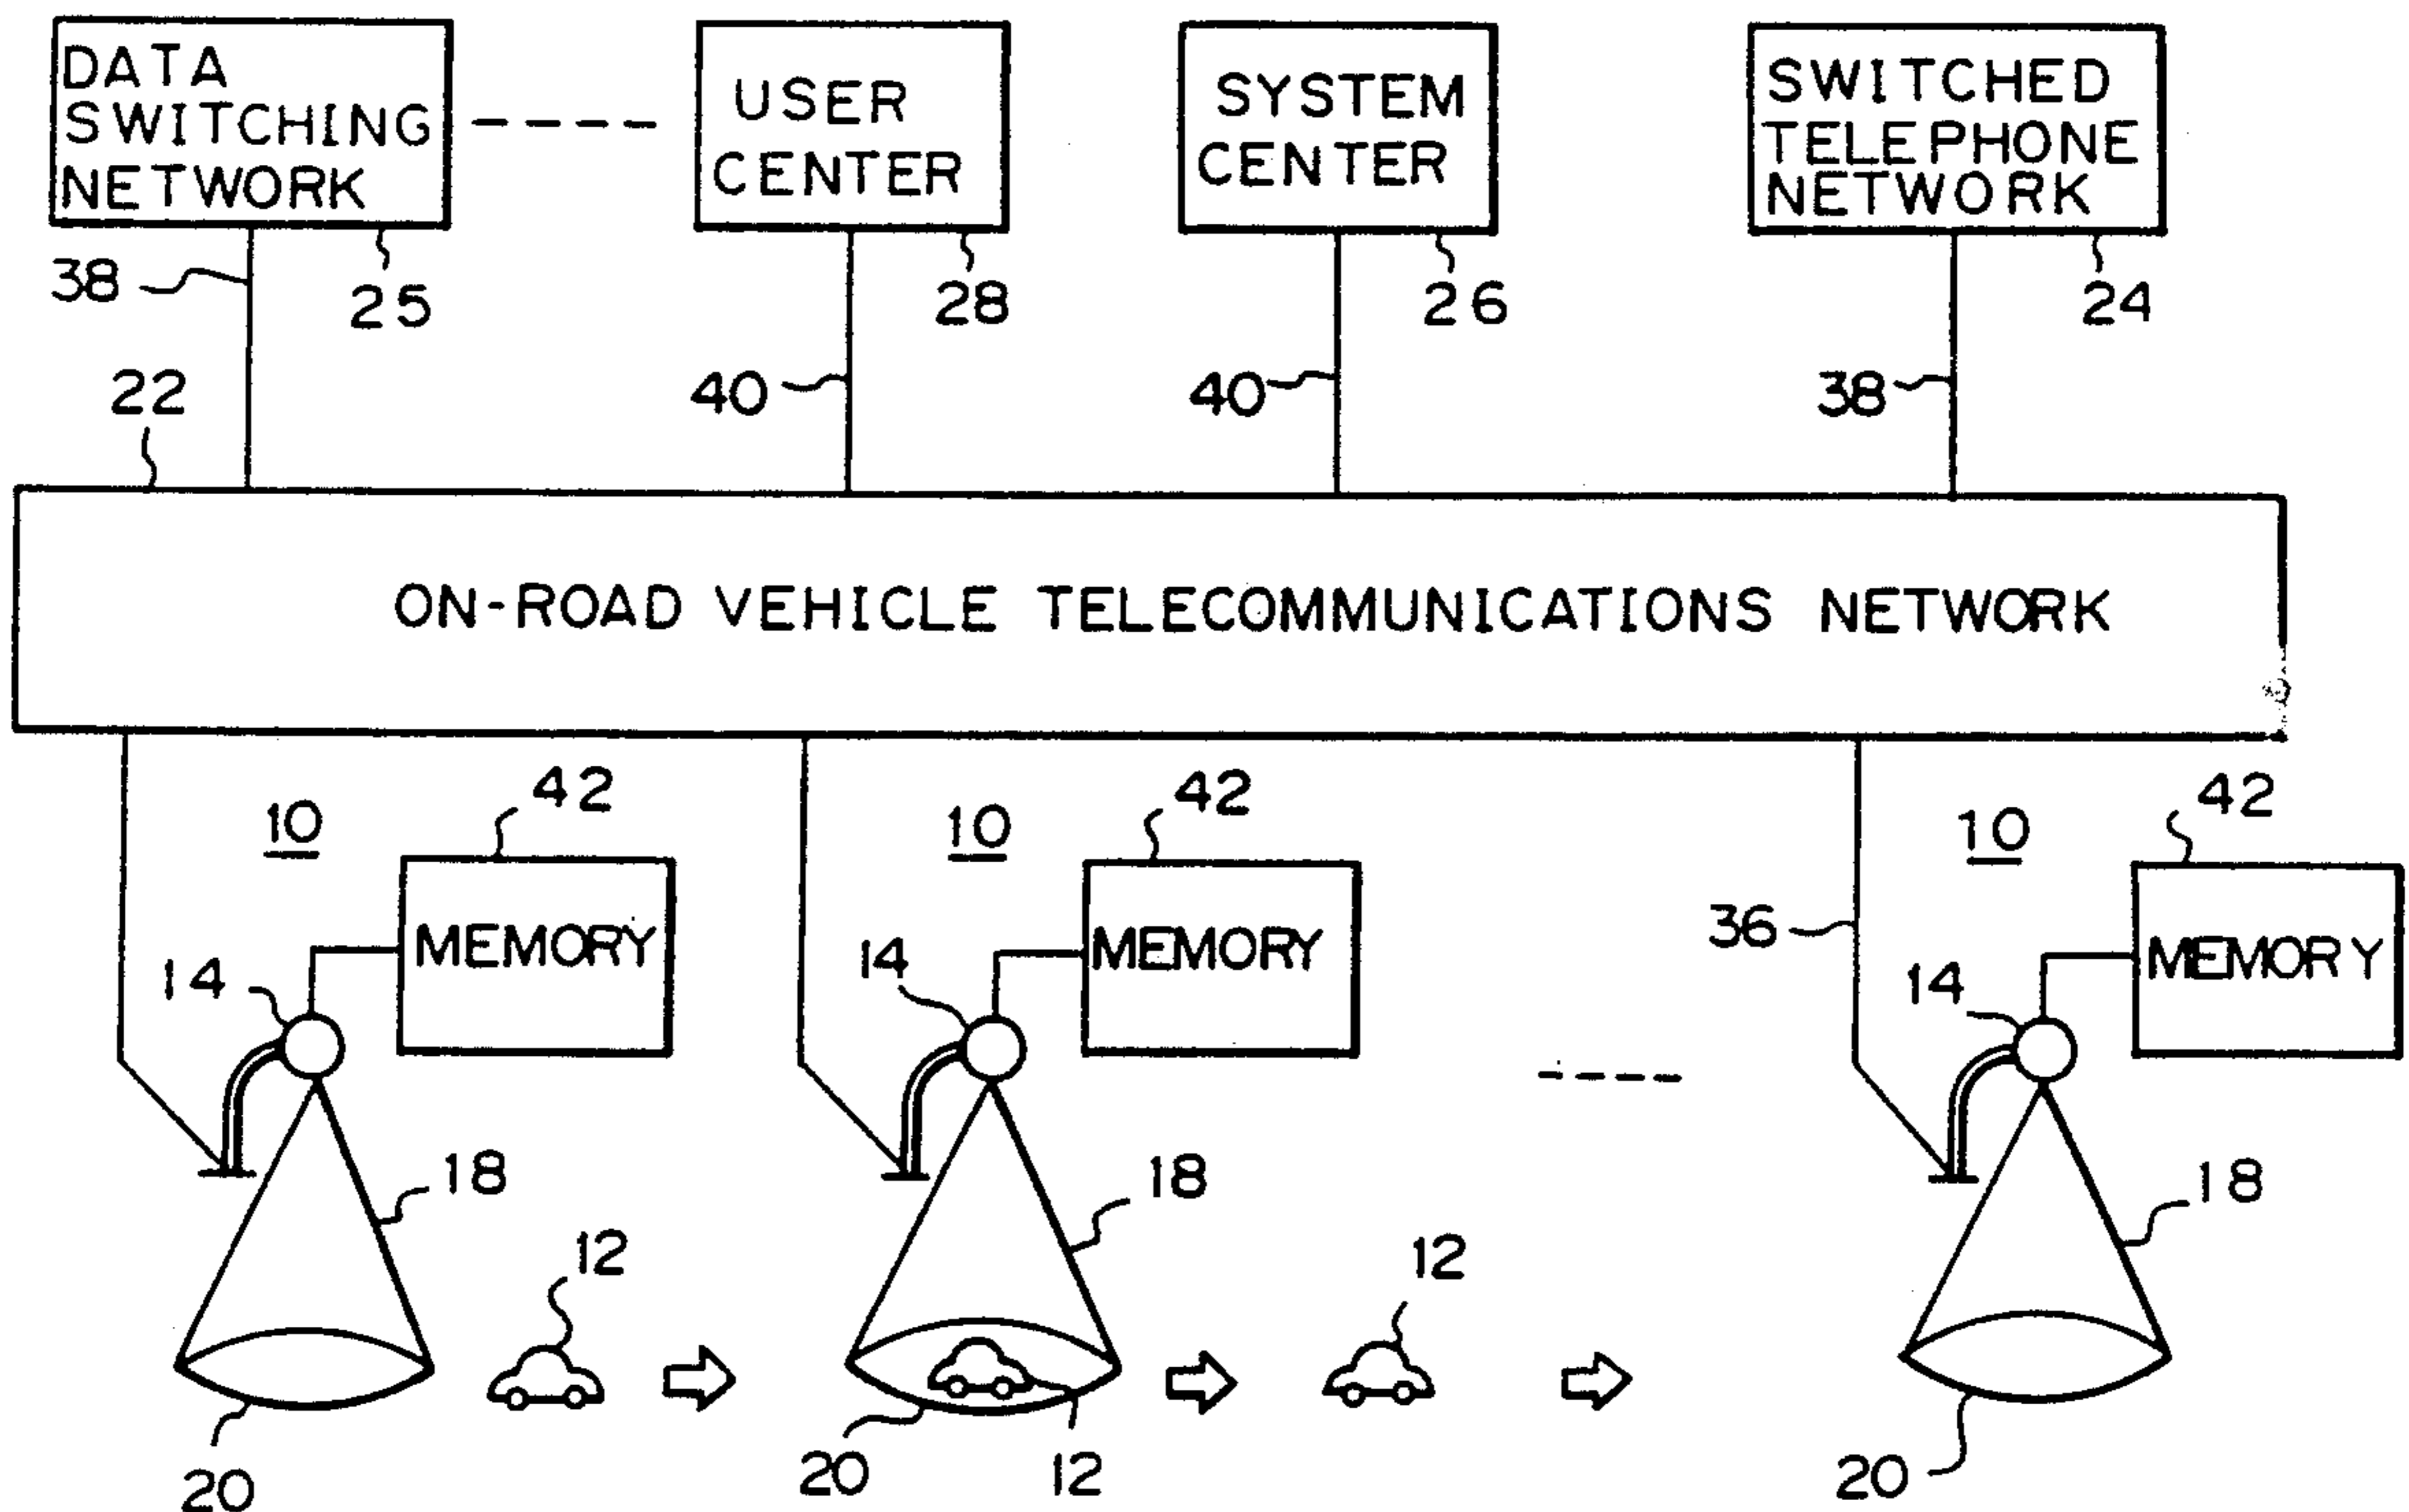 DATA
SWITCHING
NETWORK
USER
CENTER
SYSTEM
CENTER
SWITCHED
TELEPHONE
NETWORK
38
25
28
26
24
22
40
40
38
ON-ROAD VEHICLE TELECOMMUNICATIONS NETWORK
10
42
10
42
10
42
MEMORY
MEMORY
MEMORY
36
14
14
14
18
18
18
12
12
20
20
12
20